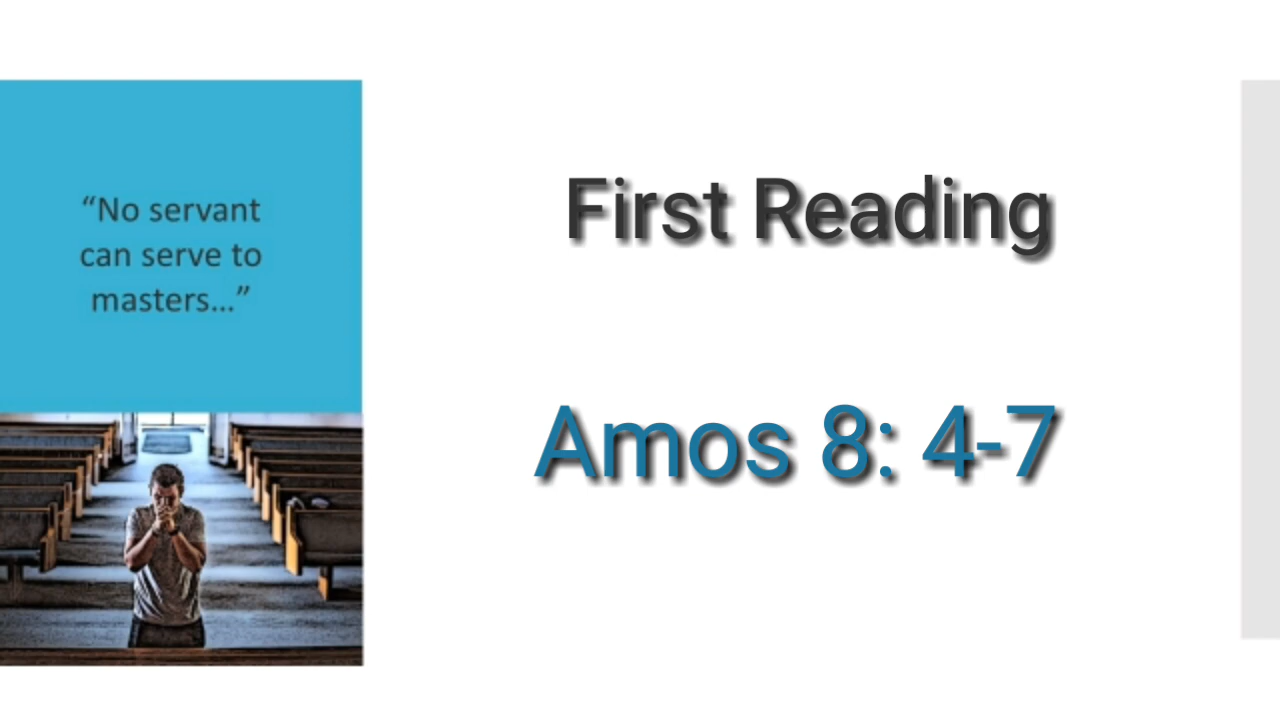 “No servant
can serve to
masters...”
First Reading
Amos 8: 4-7